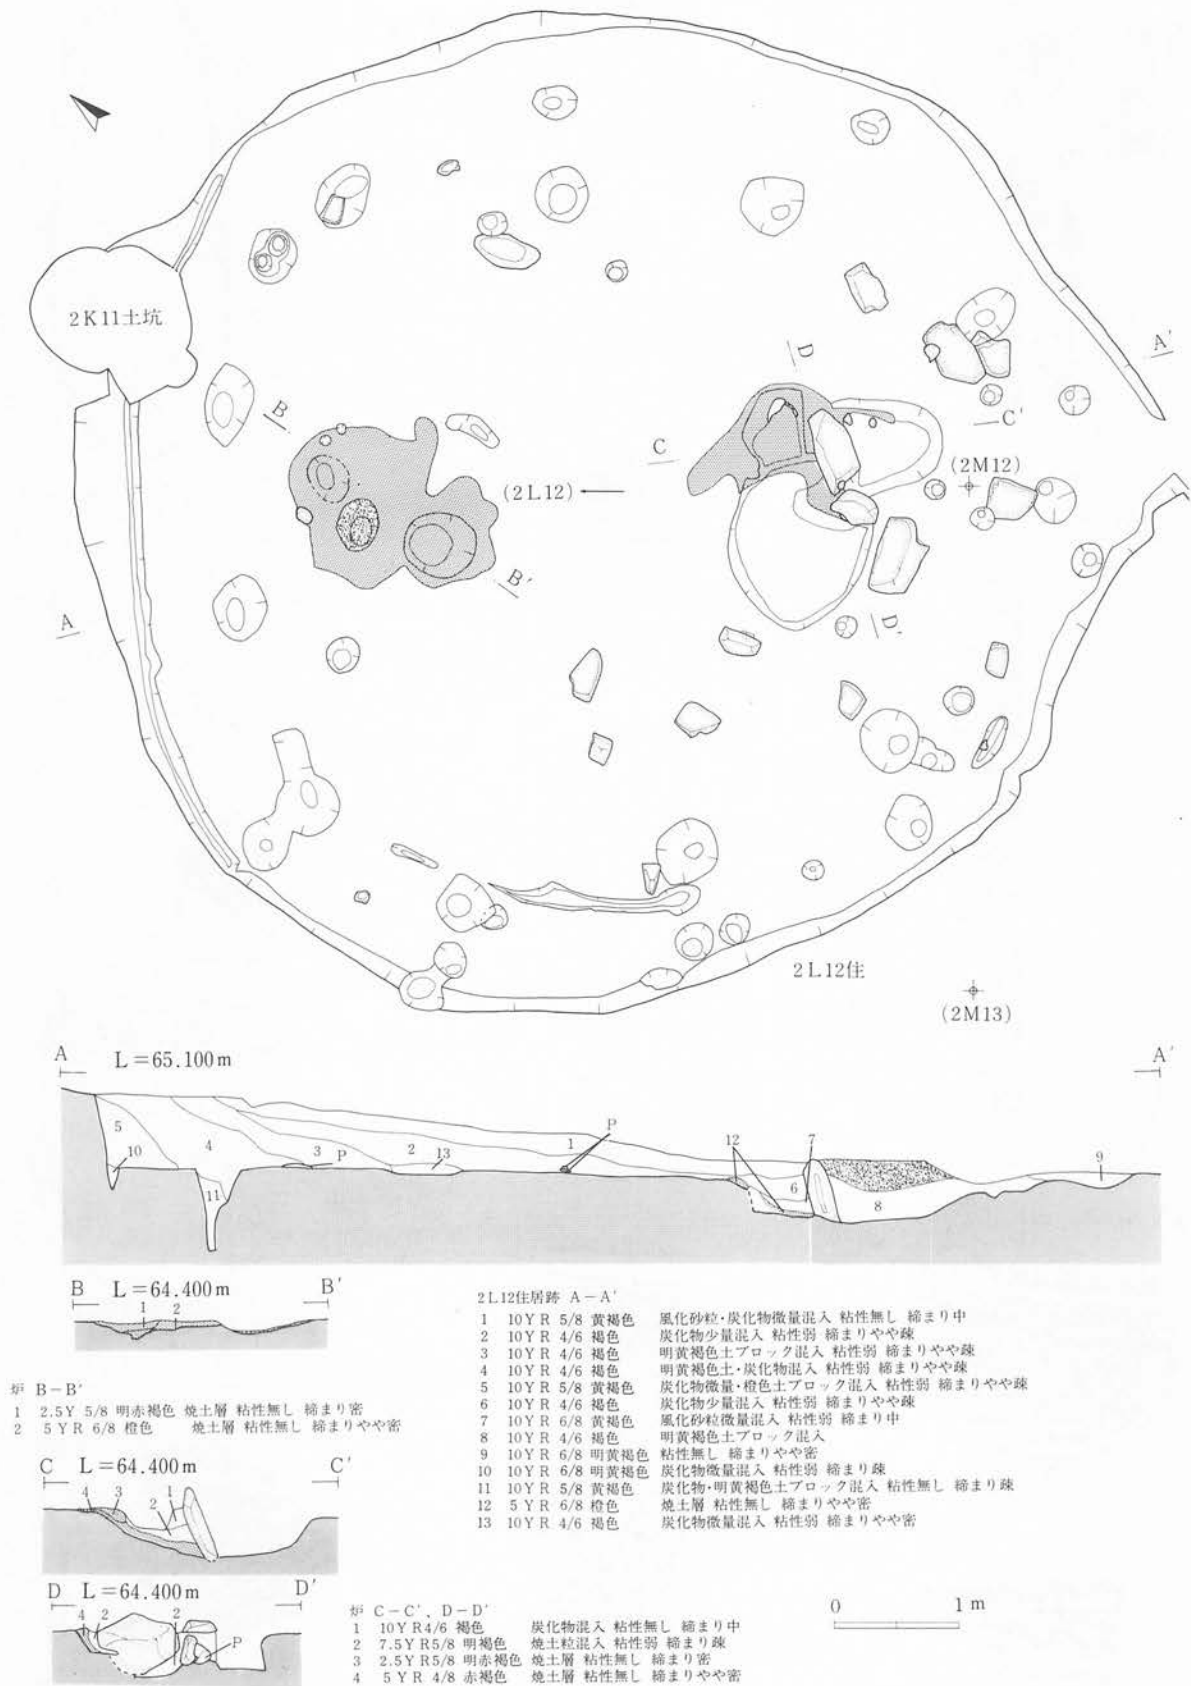 2K11土坑
A'
D
B
C
C'
(2L12)
(2M12)
B'
A
D'
2L12住
(2M13)
A L=65.100m A'
5
10
4
11
3
P
2
13
1
P
12
7
6
8
9
B L=64.400m B'
1 2
炉 B-B'
1 2.5Y 5/8 明赤褐色 焼土層 粘性無し 締まり密
2 5YR 6/8 橙色 焼土層 粘性無し 締まりやや密
2L12住居跡 A-A'
1 10YR 5/8 黄褐色 風化砂粒・炭化物微量混入 粘性無し 締まり中
2 10YR 4/6 褐色 炭化物少量混入 粘性弱 締まりやや疎
3 10YR 4/6 褐色 明黄褐色土ブロック混入 粘性弱 締まりやや疎
4 10YR 4/6 褐色 明黄褐色土・炭化物混入 粘性弱 締まりやや疎
5 10YR 5/8 黄褐色 炭化物微量・橙色土ブロック混入 粘性弱 締まりやや疎
6 10YR 4/6 褐色 炭化物少量混入 粘性弱 締まりやや疎
7 10YR 6/8 黄褐色 風化砂粒微量混入 粘性弱 締まり中
8 10YR 4/6 褐色 明黄褐色土ブロック混入
9 10YR 6/8 明黄褐色 粘性無し 締まりやや密
10 10YR 6/8 明黄褐色 炭化物微量混入 粘性弱 締まり疎
11 10YR 5/8 黄褐色 炭化物・明黄褐色土ブロック混入 粘性無し 締まり疎
12 5YR 6/8 橙色 焼土層 粘性無し 締まりやや密
13 10YR 4/6 褐色 炭化物微量混入 粘性弱 締まりやや密
C L=64.400m C'
4 3 2 1
D L=64.400m D'
4 2 2 P
炉 C-C', D-D'
1 10YR4/6 褐色 炭化物混入 粘性無し 締まり中
2 7.5YR5/8 明褐色 焼土粒混入 粘性弱 締まり疎
3 2.5YR5/8 明赤褐色 焼土層 粘性無し 締まり密
4 5YR 4/8 赤褐色 焼土層 粘性無し 締まりやや密
0 1m